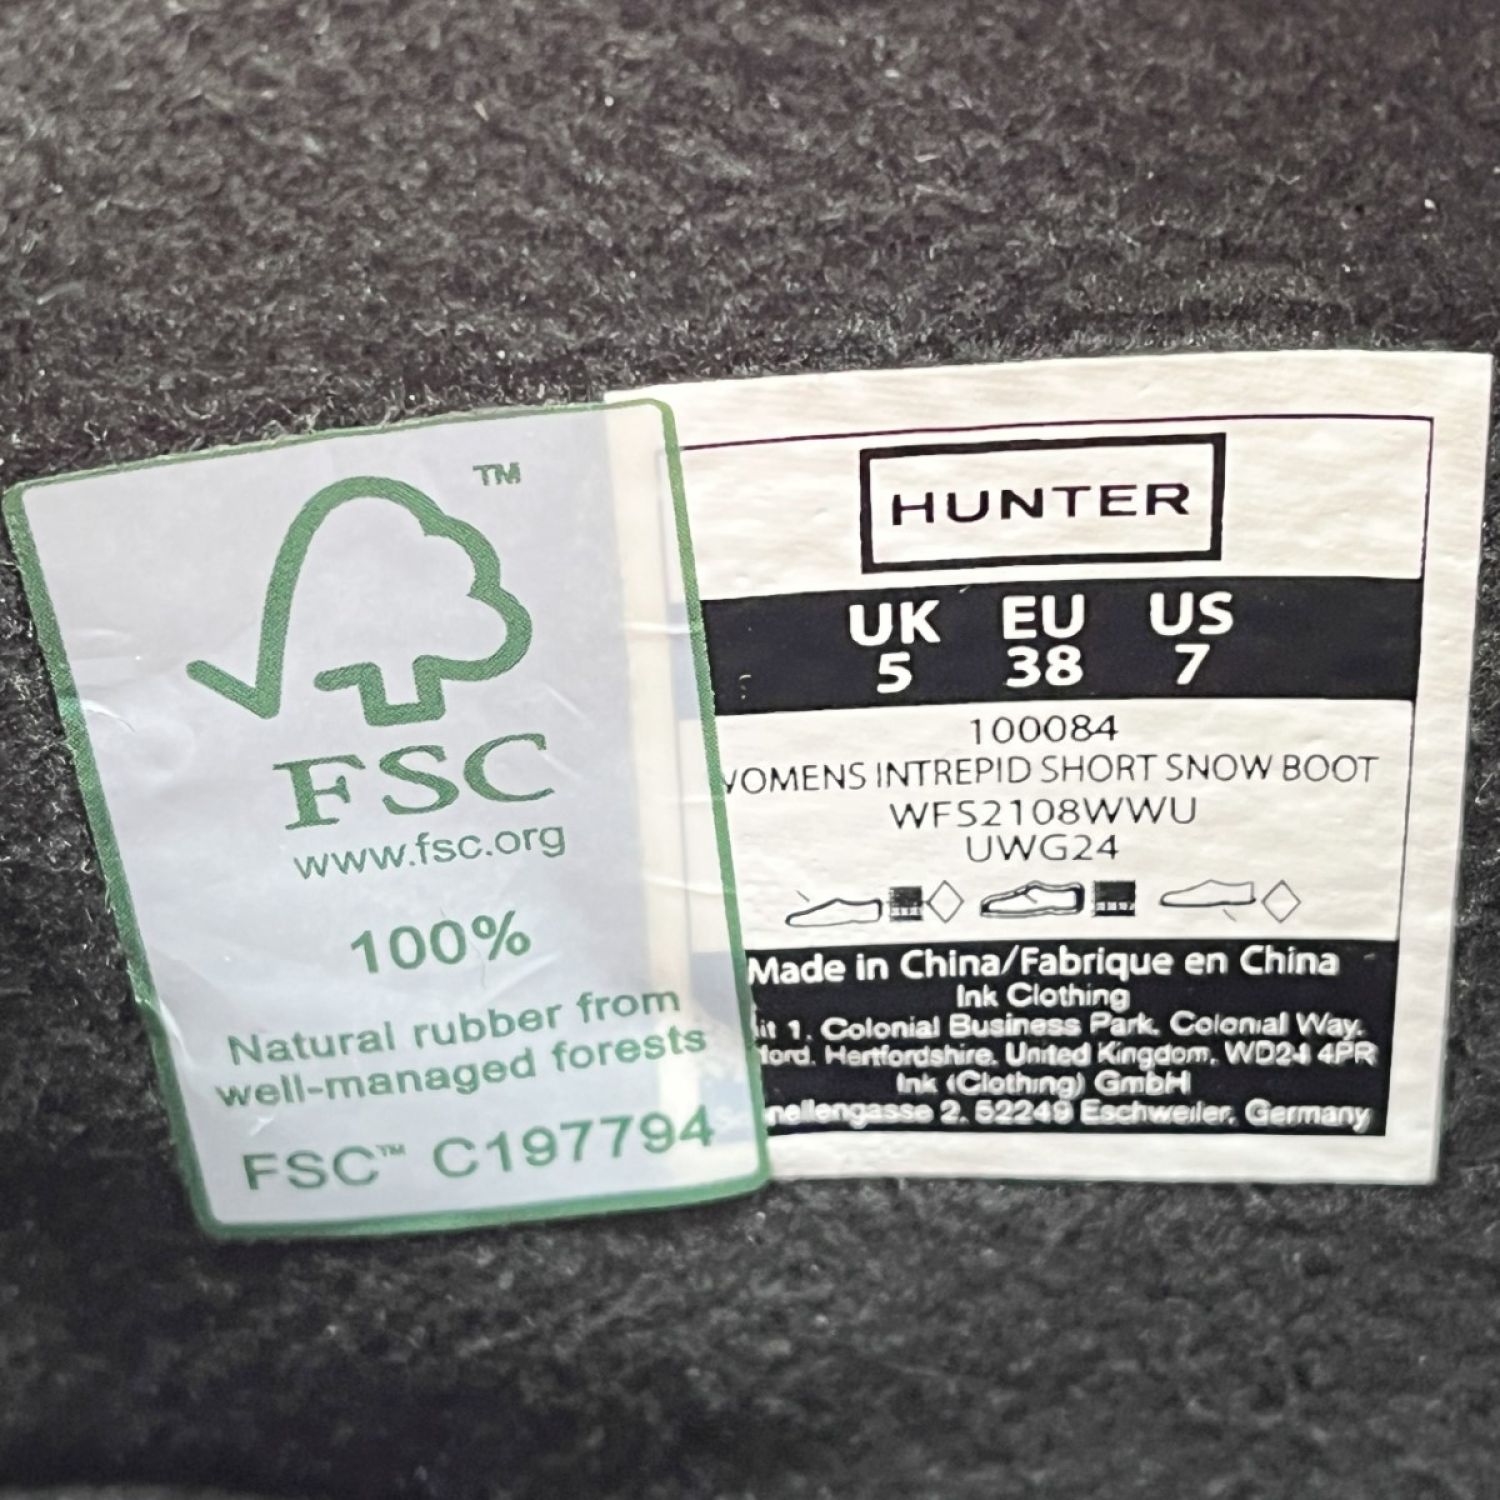 TM
FSC
www.fsc.org
100%
Natural rubber from
well-managed forests
FSC™ C197794
HUNTER
UK EU US
5 38 7
100084
WOMENS INTREPID SHORT SNOW BOOT
WFS2108WWU
UWG24
Made in China/Fabrique en China
Ink Clothing
1, Colonial Business Park, Colonial Way,
Hertfordshire, United Kingdom, WD24 4PR
Ink (Clothing) GmbH
2, 52249 Eschweiler, Germany